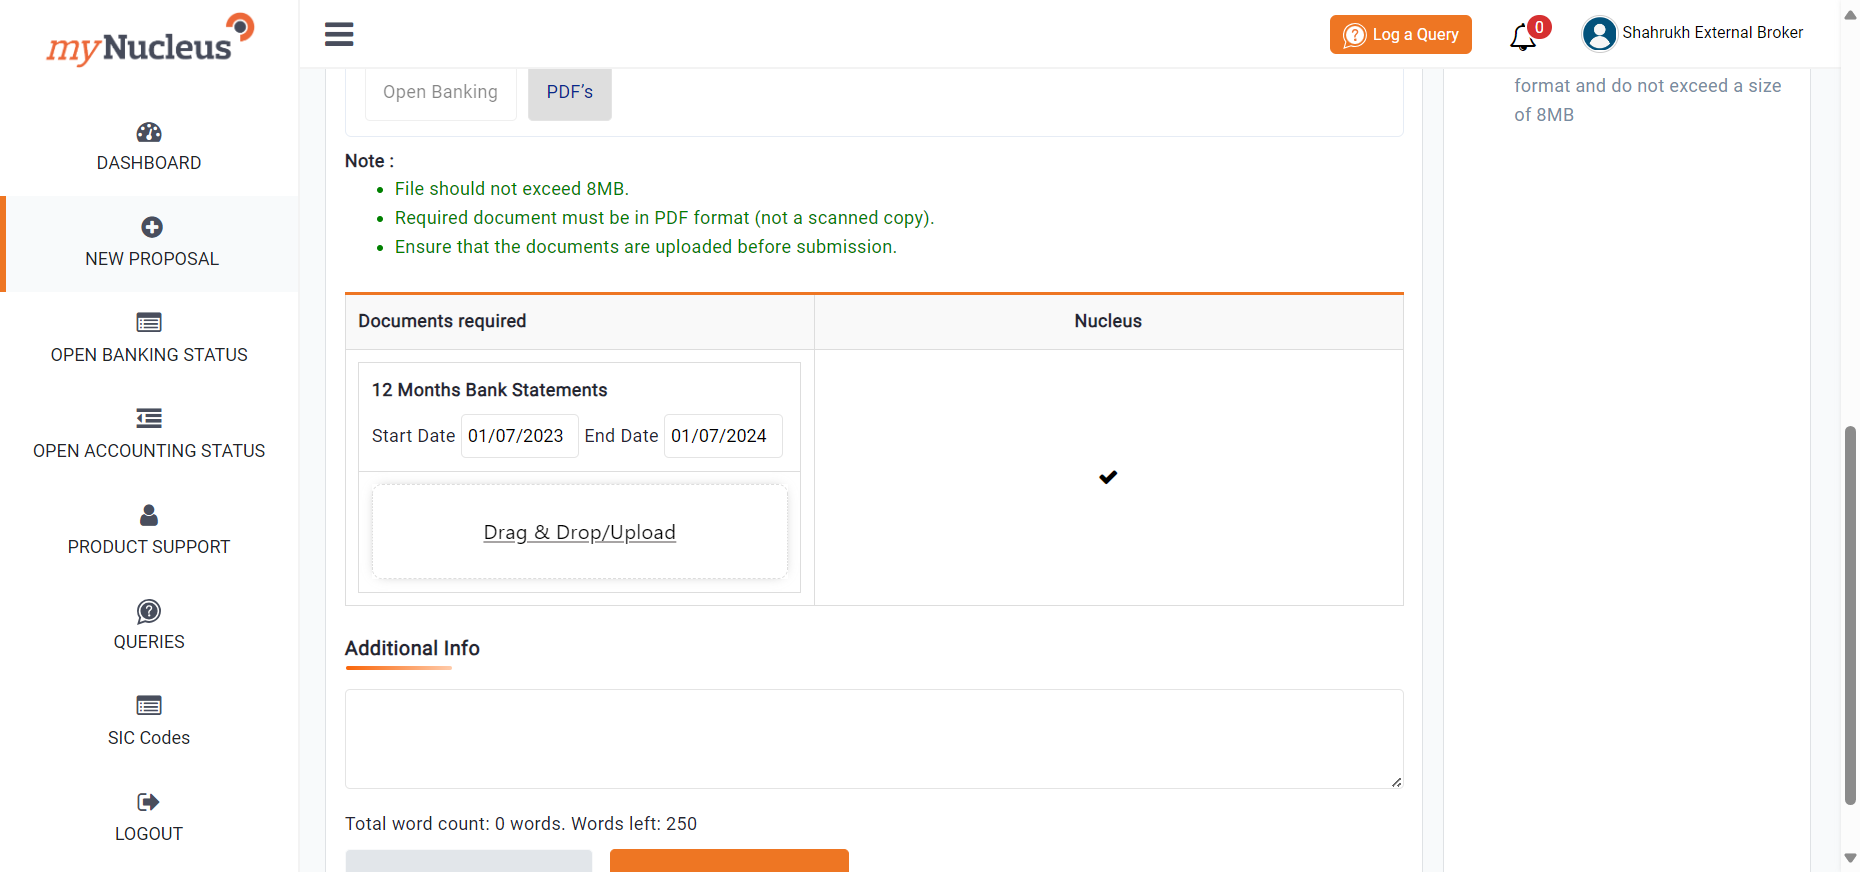 myNucleus
DASHBOARD
NEW PROPOSAL
OPEN BANKING STATUS
OPEN ACCOUNTING STATUS
PRODUCT SUPPORT
QUERIES
SIC Codes
LOGOUT
Log a Query
0
Shahrukh External Broker
Open Banking
PDF’s
Note :
File should not exceed 8MB.
Required document must be in PDF format (not a scanned copy).
Ensure that the documents are uploaded before submission.
Documents required
Nucleus
12 Months Bank Statements
Start Date 01/07/2023 End Date 01/07/2024
Drag & Drop/Upload
Additional Info
Total word count: 0 words. Words left: 250
format and do not exceed a size
of 8MB